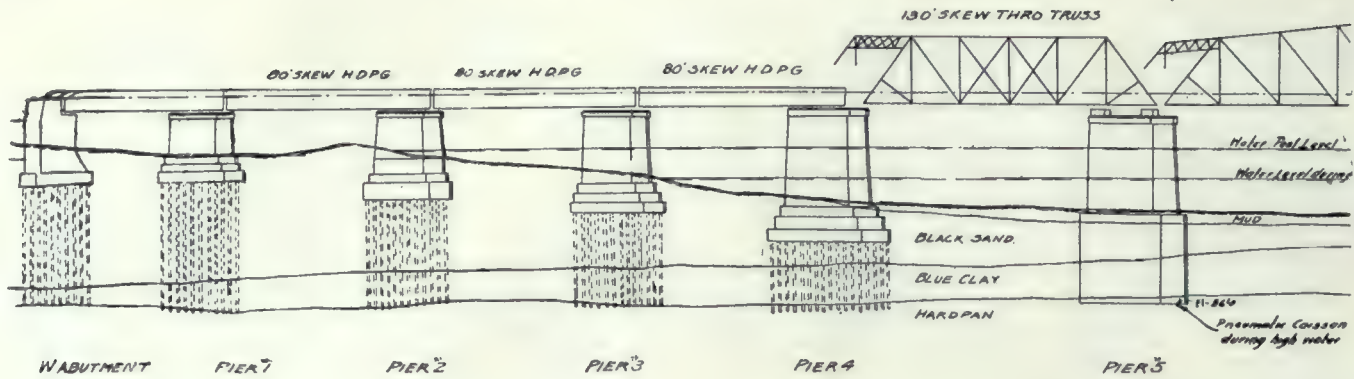 130' SKEW THRO TRUSS
80' SKEW H.D.P.G
80' SKEW H.D.P.G
80' SKEW H.D.P.G
Water Pool Level
Water Level during
MUD
BLACK SAND.
BLUE CLAY
HARDPAN
Pneumatic Caisson
during high water
W ABUTMENT
PIER #1
PIER #2
PIER #3
PIER 4
PIER #5